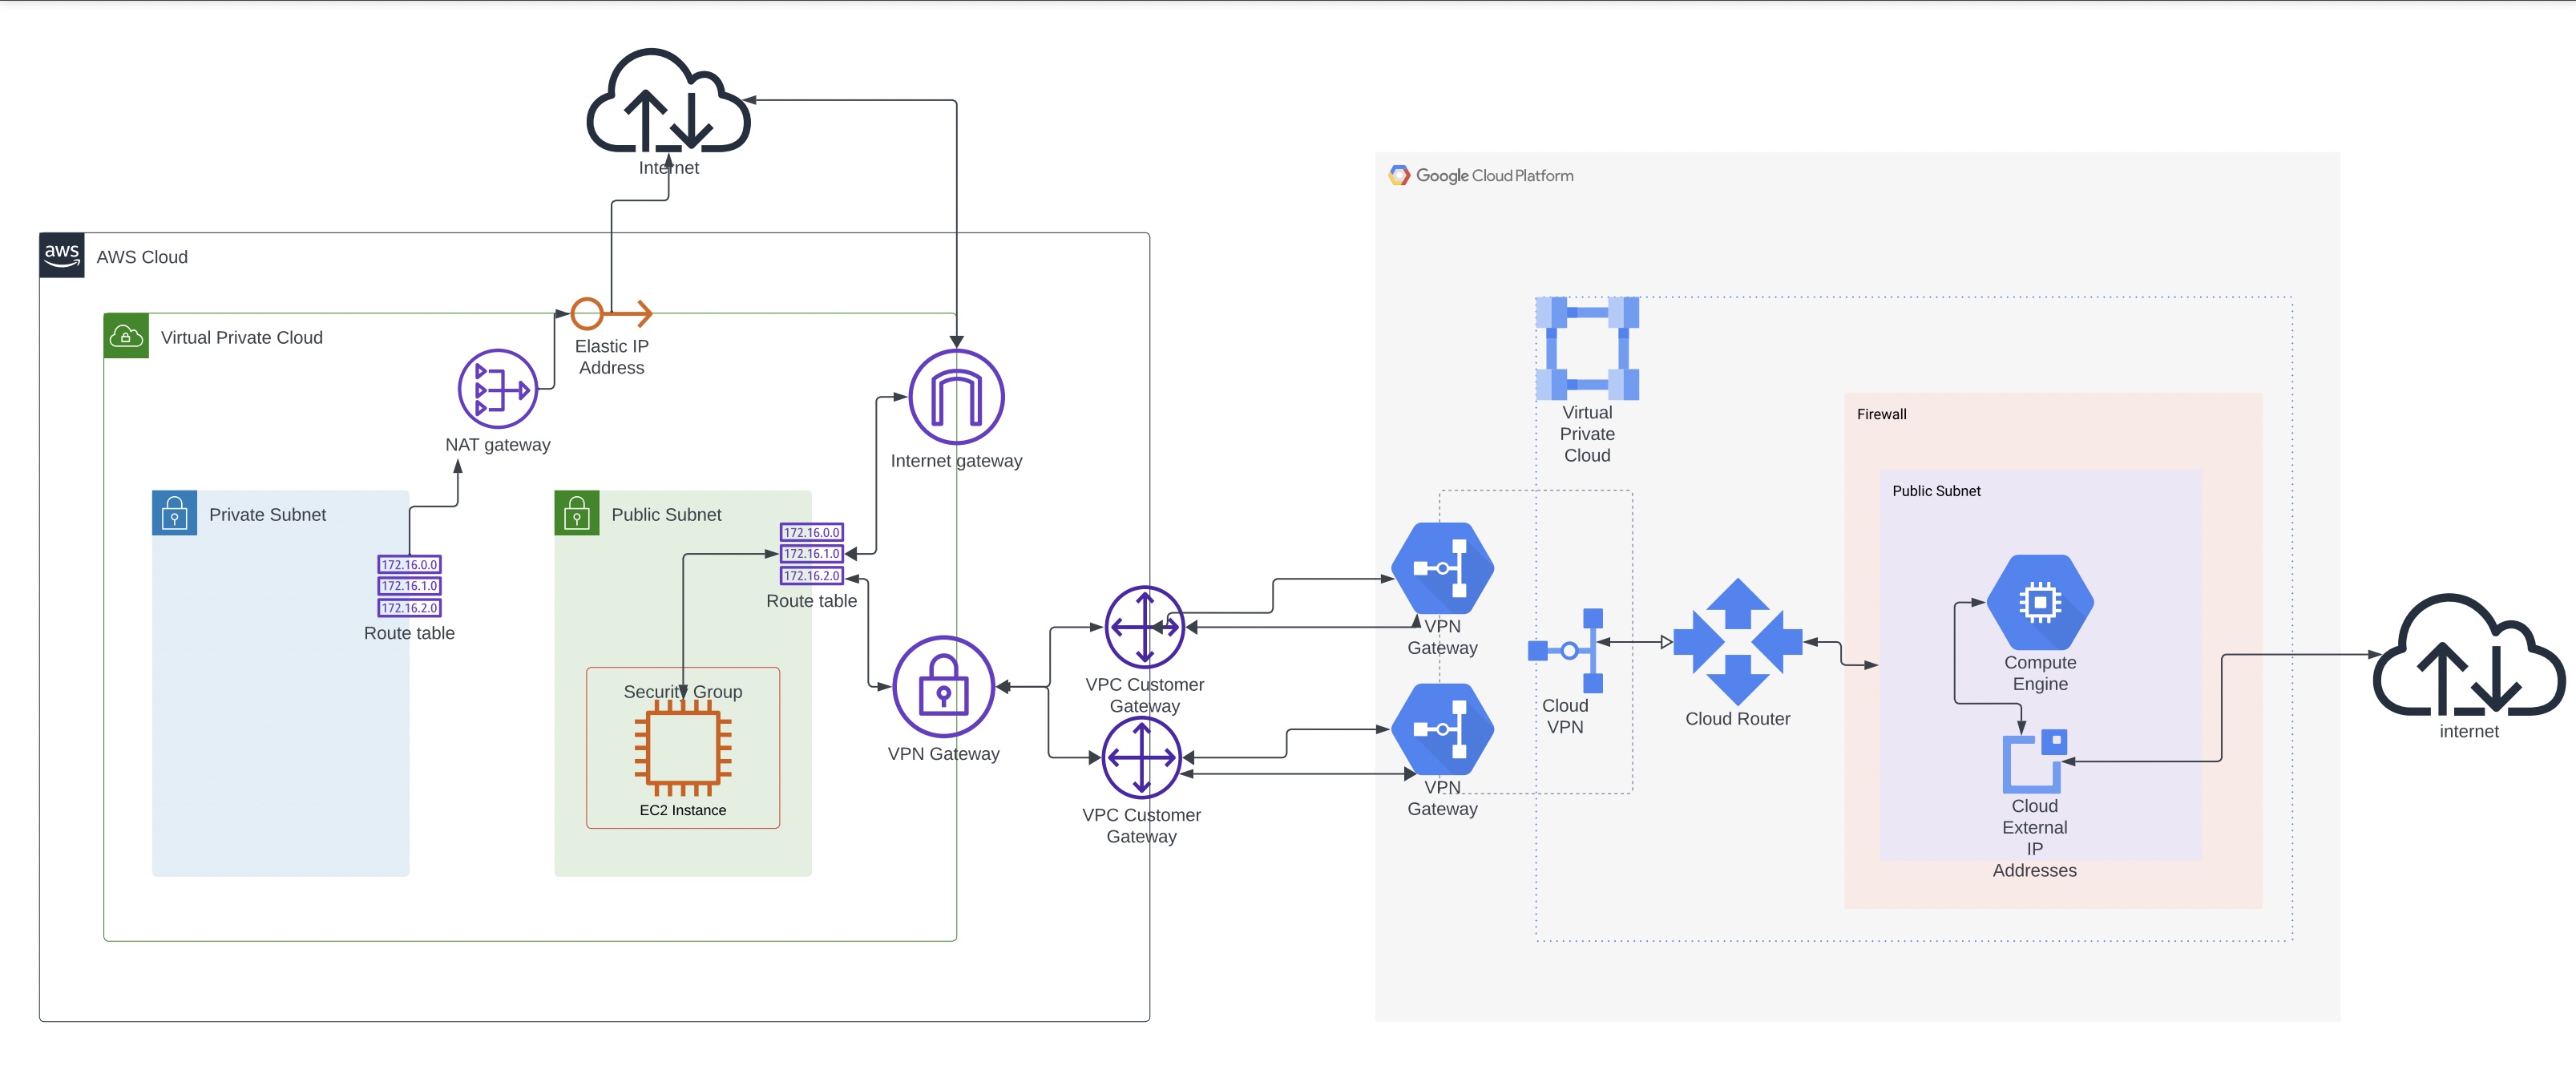 Internet
Google Cloud Platform
aws
AWS Cloud
Virtual Private Cloud
Elastic IP
Address
NAT gateway
Internet gateway
Private Subnet
172.16.0.0
172.16.1.0
172.16.2.0
Route table
Public Subnet
172.16.0.0
172.16.1.0
172.16.2.0
Route table
Security Group
EC2 Instance
VPN Gateway
VPC Customer
Gateway
VPC Customer
Gateway
Virtual
Private
Cloud
VPN
Gateway
VPN
Gateway
Cloud
VPN
Cloud Router
Firewall
Public Subnet
Compute
Engine
Cloud
External
IP
Addresses
internet